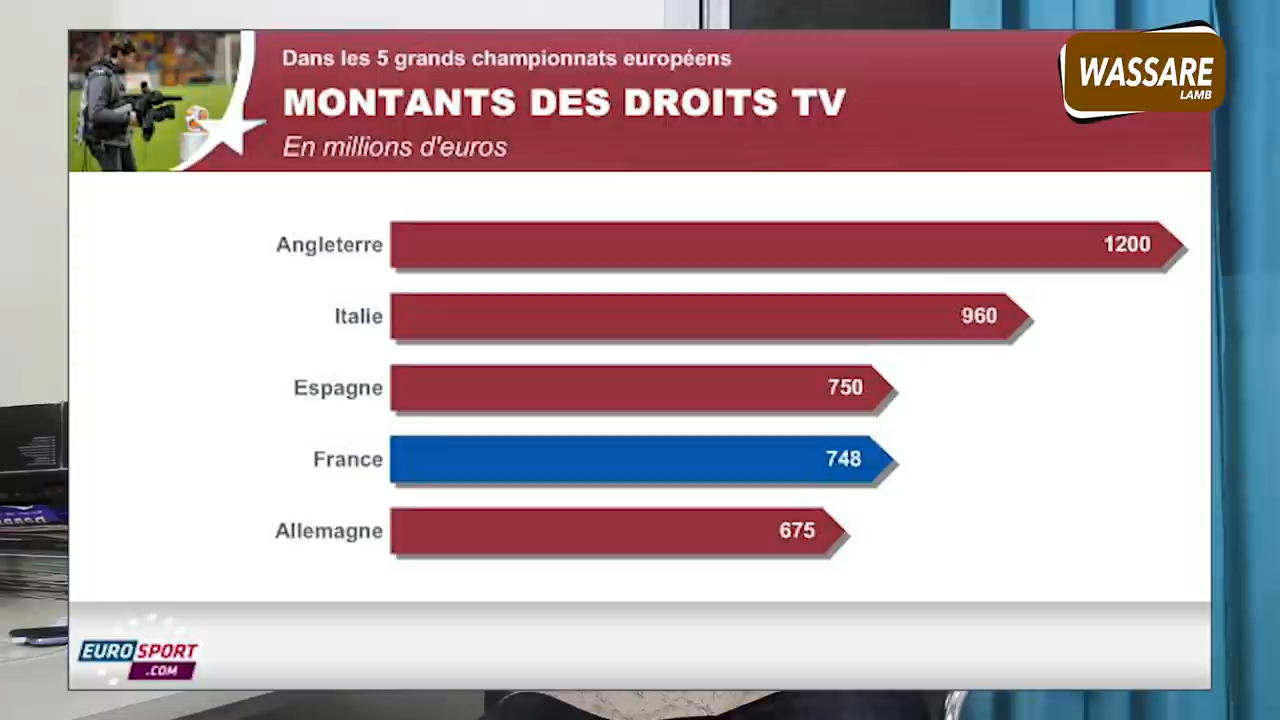 Dans les 5 grands championnats européens
MONTANTS DES DROITS TV
En millions d'euros
WASSARE
LAMB
Angleterre 1200
Italie 960
Espagne 750
France 748
Allemagne 675
EUROSPORT
.COM